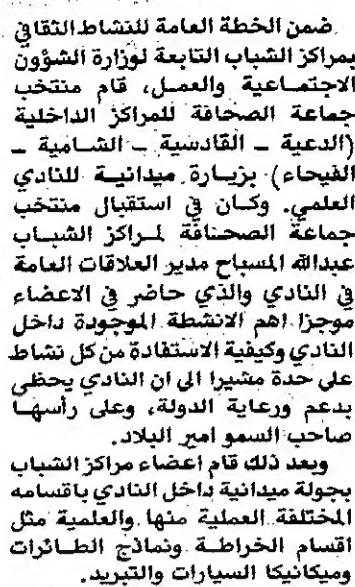 ضمن الخطة العامة للنشاط الثقافي
بمراكز الشباب التابعة لوزارة الشؤون
الاجتماعية والعمل، قام منتخب
جماعة الصحافة للمراكز الداخلية
(الدعية ــ القادسية ــ الشامية ــ
الفيحاء) بزيارة ميدانية للنادي
العلمي. وكان في استقبال منتخب
جماعة الصحافة لمراكز الشباب
عبدالله المسباح مدير العلاقات العامة
في النادي والذي حاضر في الاعضاء
موجزا اهم الانشطة الموجودة داخل
النادي وكيفية الاستفادة من كل نشاط
على حدة مشيرا الى ان النادي يحظى
بدعم ورعاية الدولة، وعلى رأسها
صاحب السمو امير البلاد.
وبعد ذلك قام اعضاء مراكز الشباب
بجولة ميدانية داخل النادي باقسامه
المختلفة العملية منها والعلمية مثل
اقسام الخراطة ونماذج الطائرات
وميكانيكا السيارات والتبريد.